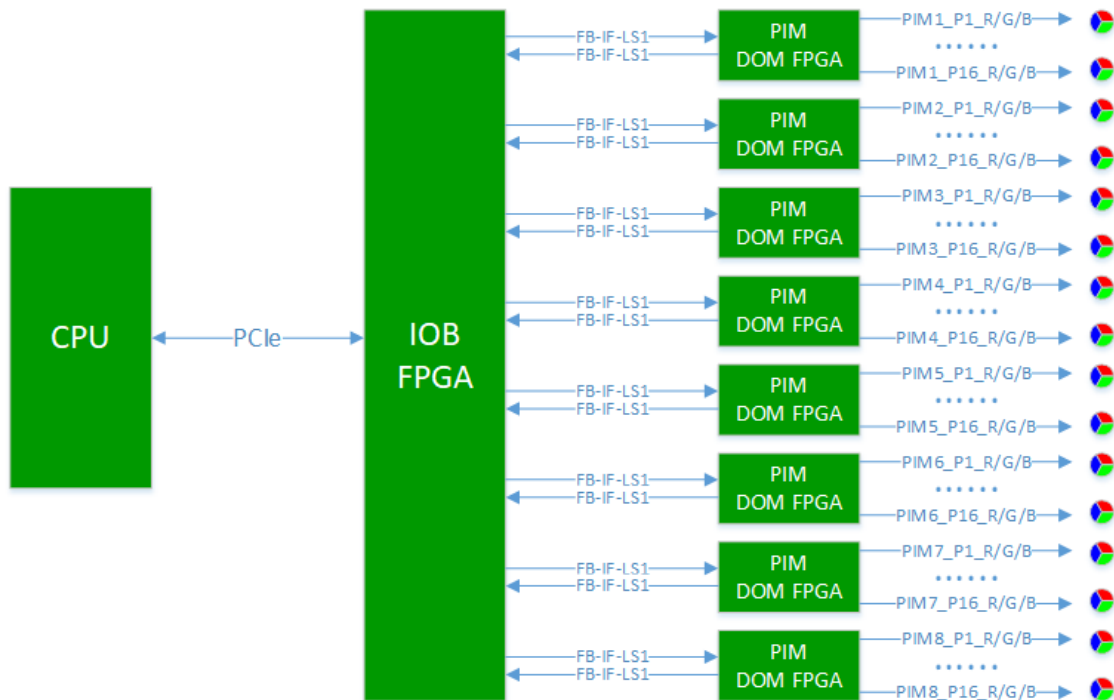 CPU
PCIe
IOB
FPGA
FB-IF-LS1
FB-IF-LS1
PIM
DOM FPGA
PIM1_P1_R/G/B
PIM1_P16_R/G/B
FB-IF-LS1
FB-IF-LS1
PIM
DOM FPGA
PIM2_P1_R/G/B
PIM2_P16_R/G/B
FB-IF-LS1
FB-IF-LS1
PIM
DOM FPGA
PIM3_P1_R/G/B
PIM3_P16_R/G/B
FB-IF-LS1
FB-IF-LS1
PIM
DOM FPGA
PIM4_P1_R/G/B
PIM4_P16_R/G/B
FB-IF-LS1
FB-IF-LS1
PIM
DOM FPGA
PIM5_P1_R/G/B
PIM5_P16_R/G/B
FB-IF-LS1
FB-IF-LS1
PIM
DOM FPGA
PIM6_P1_R/G/B
PIM6_P16_R/G/B
FB-IF-LS1
FB-IF-LS1
PIM
DOM FPGA
PIM7_P1_R/G/B
PIM7_P16_R/G/B
FB-IF-LS1
FB-IF-LS1
PIM
DOM FPGA
PIM8_P1_R/G/B
PIM8_P16_R/G/B